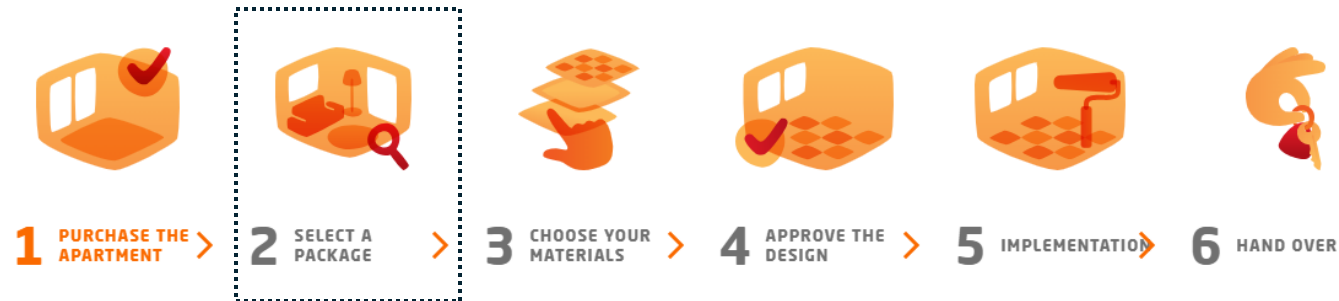 1 PURCHASE THE
APARTMENT
2 SELECT A
PACKAGE
3 CHOOSE YOUR
MATERIALS
4 APPROVE THE
DESIGN
5 IMPLEMENTATION
6 HAND OVER